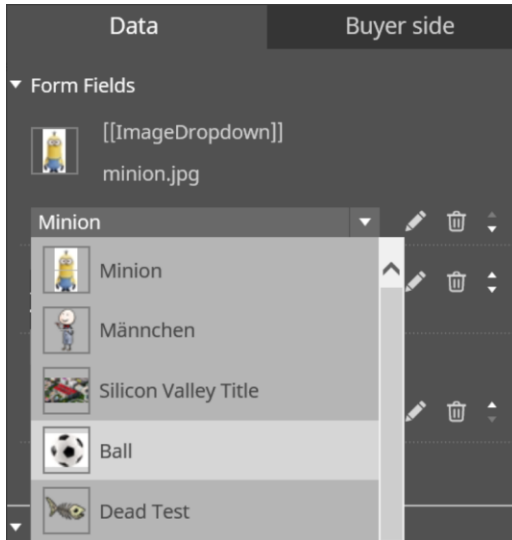 Data Buyer side
Form Fields
[[ImageDropdown]]
minion.jpg
Minion
Minion
Männchen
Silicon Valley Title
Ball
Dead Test